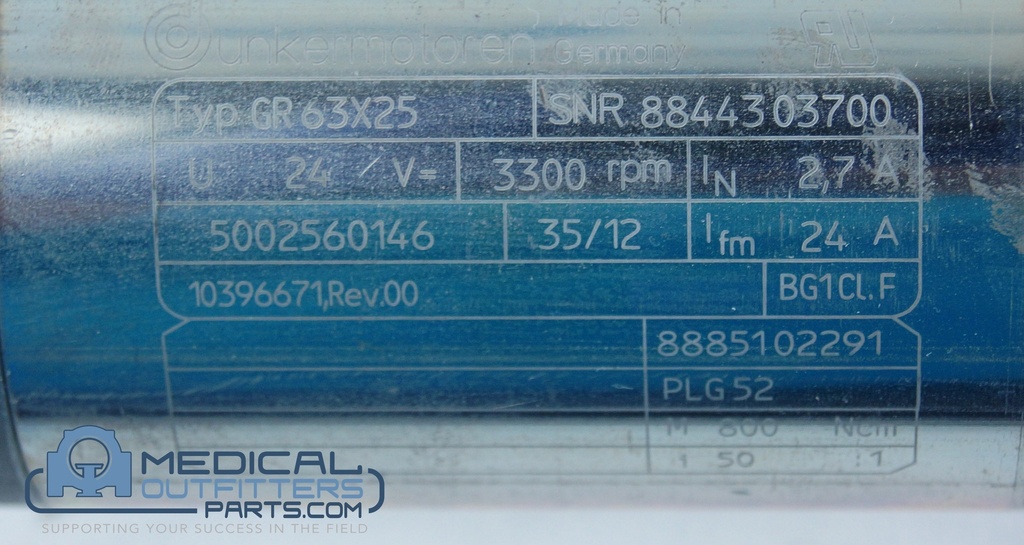 Dunkermotoren Made in Germany
Typ GR 63X25 SNR 88443 03700
U 24 / V= 3300 rpm IN 2,7 A
5002560146 35/12 Ifm 24 A
10396671,Rev.00 BG1Cl.F
8885102291
PLG 52
M 800 Ncm
i 50 :1
MEDICAL
OUTFITTERS
PARTS.COM
SUPPORTING YOUR SUCCESS IN THE FIELD